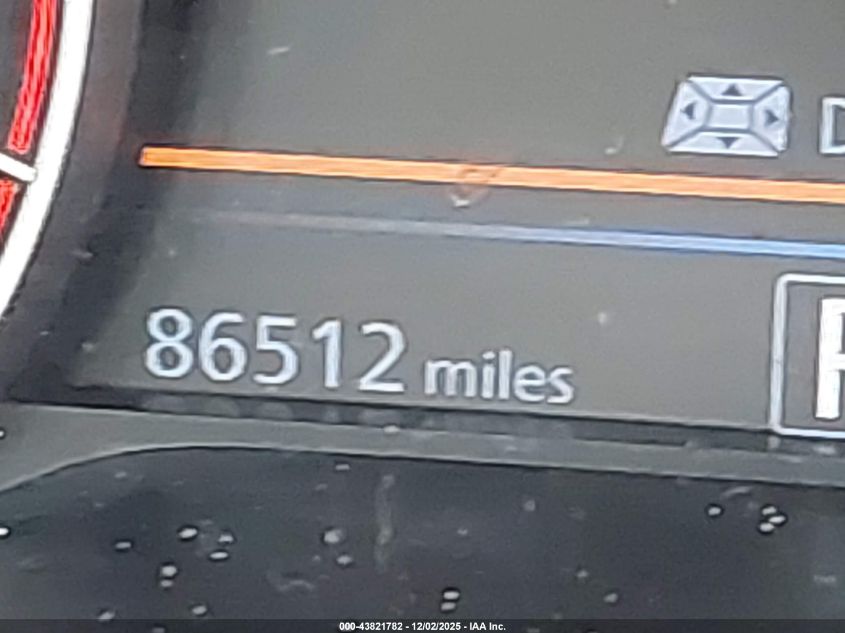 D
86512 miles
P
000-43821782 - 12/02/2025 - IAA Inc.